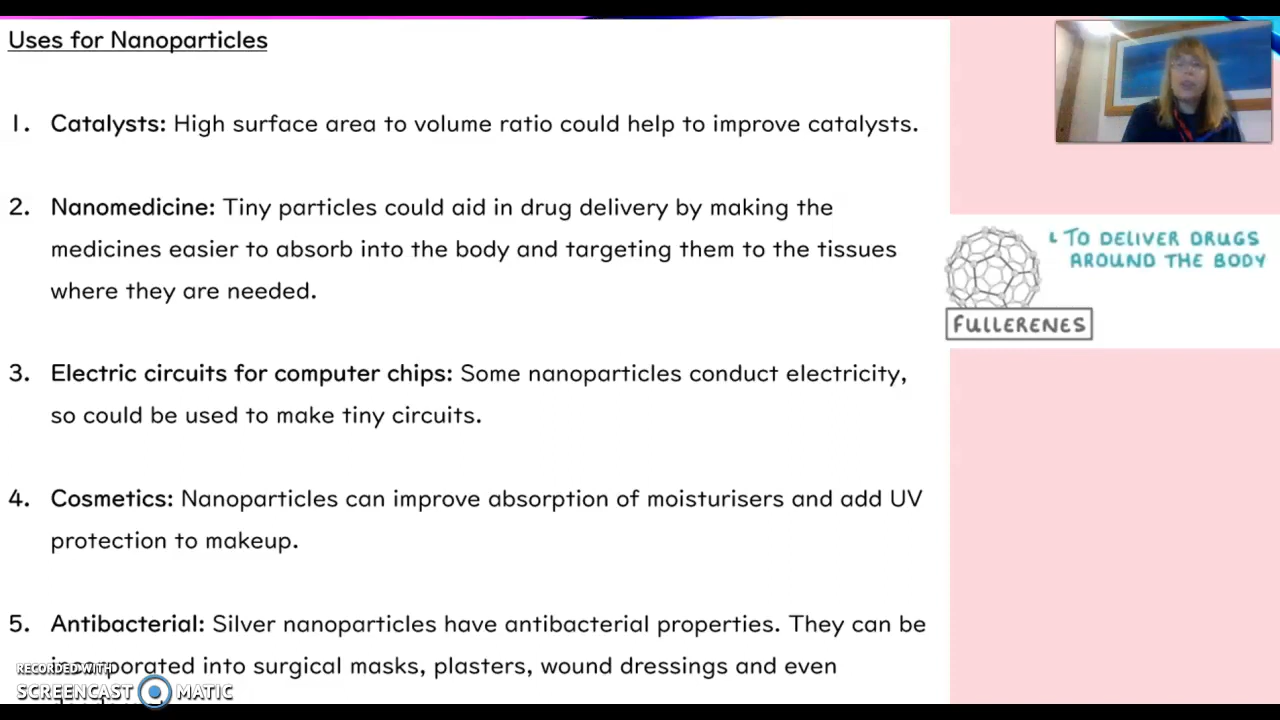 Uses for Nanoparticles
1. Catalysts: High surface area to volume ratio could help to improve catalysts.
2. Nanomedicine: Tiny particles could aid in drug delivery by making the
medicines easier to absorb into the body and targeting them to the tissues
where they are needed.
TO DELIVER DRUGS
AROUND THE BODY
FULLERENES
3. Electric circuits for computer chips: Some nanoparticles conduct electricity,
so could be used to make tiny circuits.
4. Cosmetics: Nanoparticles can improve absorption of moisturisers and add UV
protection to makeup.
5. Antibacterial: Silver nanoparticles have antibacterial properties. They can be
incorporated into surgical masks, plasters, wound dressings and even
RECORDED WITH
SCREENCAST MATIC